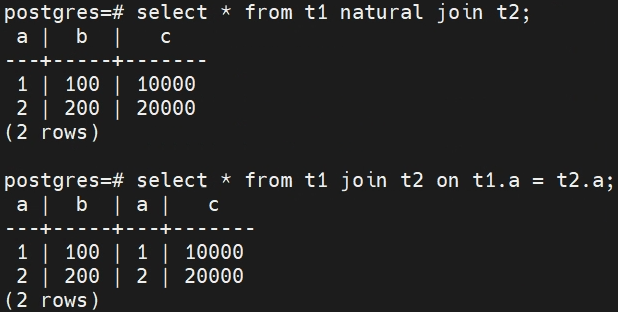 postgres=# select * from t1 natural join t2;
 a |  b  |   c
---+-----+-------
 1 | 100 | 10000
 2 | 200 | 20000
(2 rows)

postgres=# select * from t1 join t2 on t1.a = t2.a;
 a |  b  | a |   c
---+-----+---+-------
 1 | 100 | 1 | 10000
 2 | 200 | 2 | 20000
(2 rows)